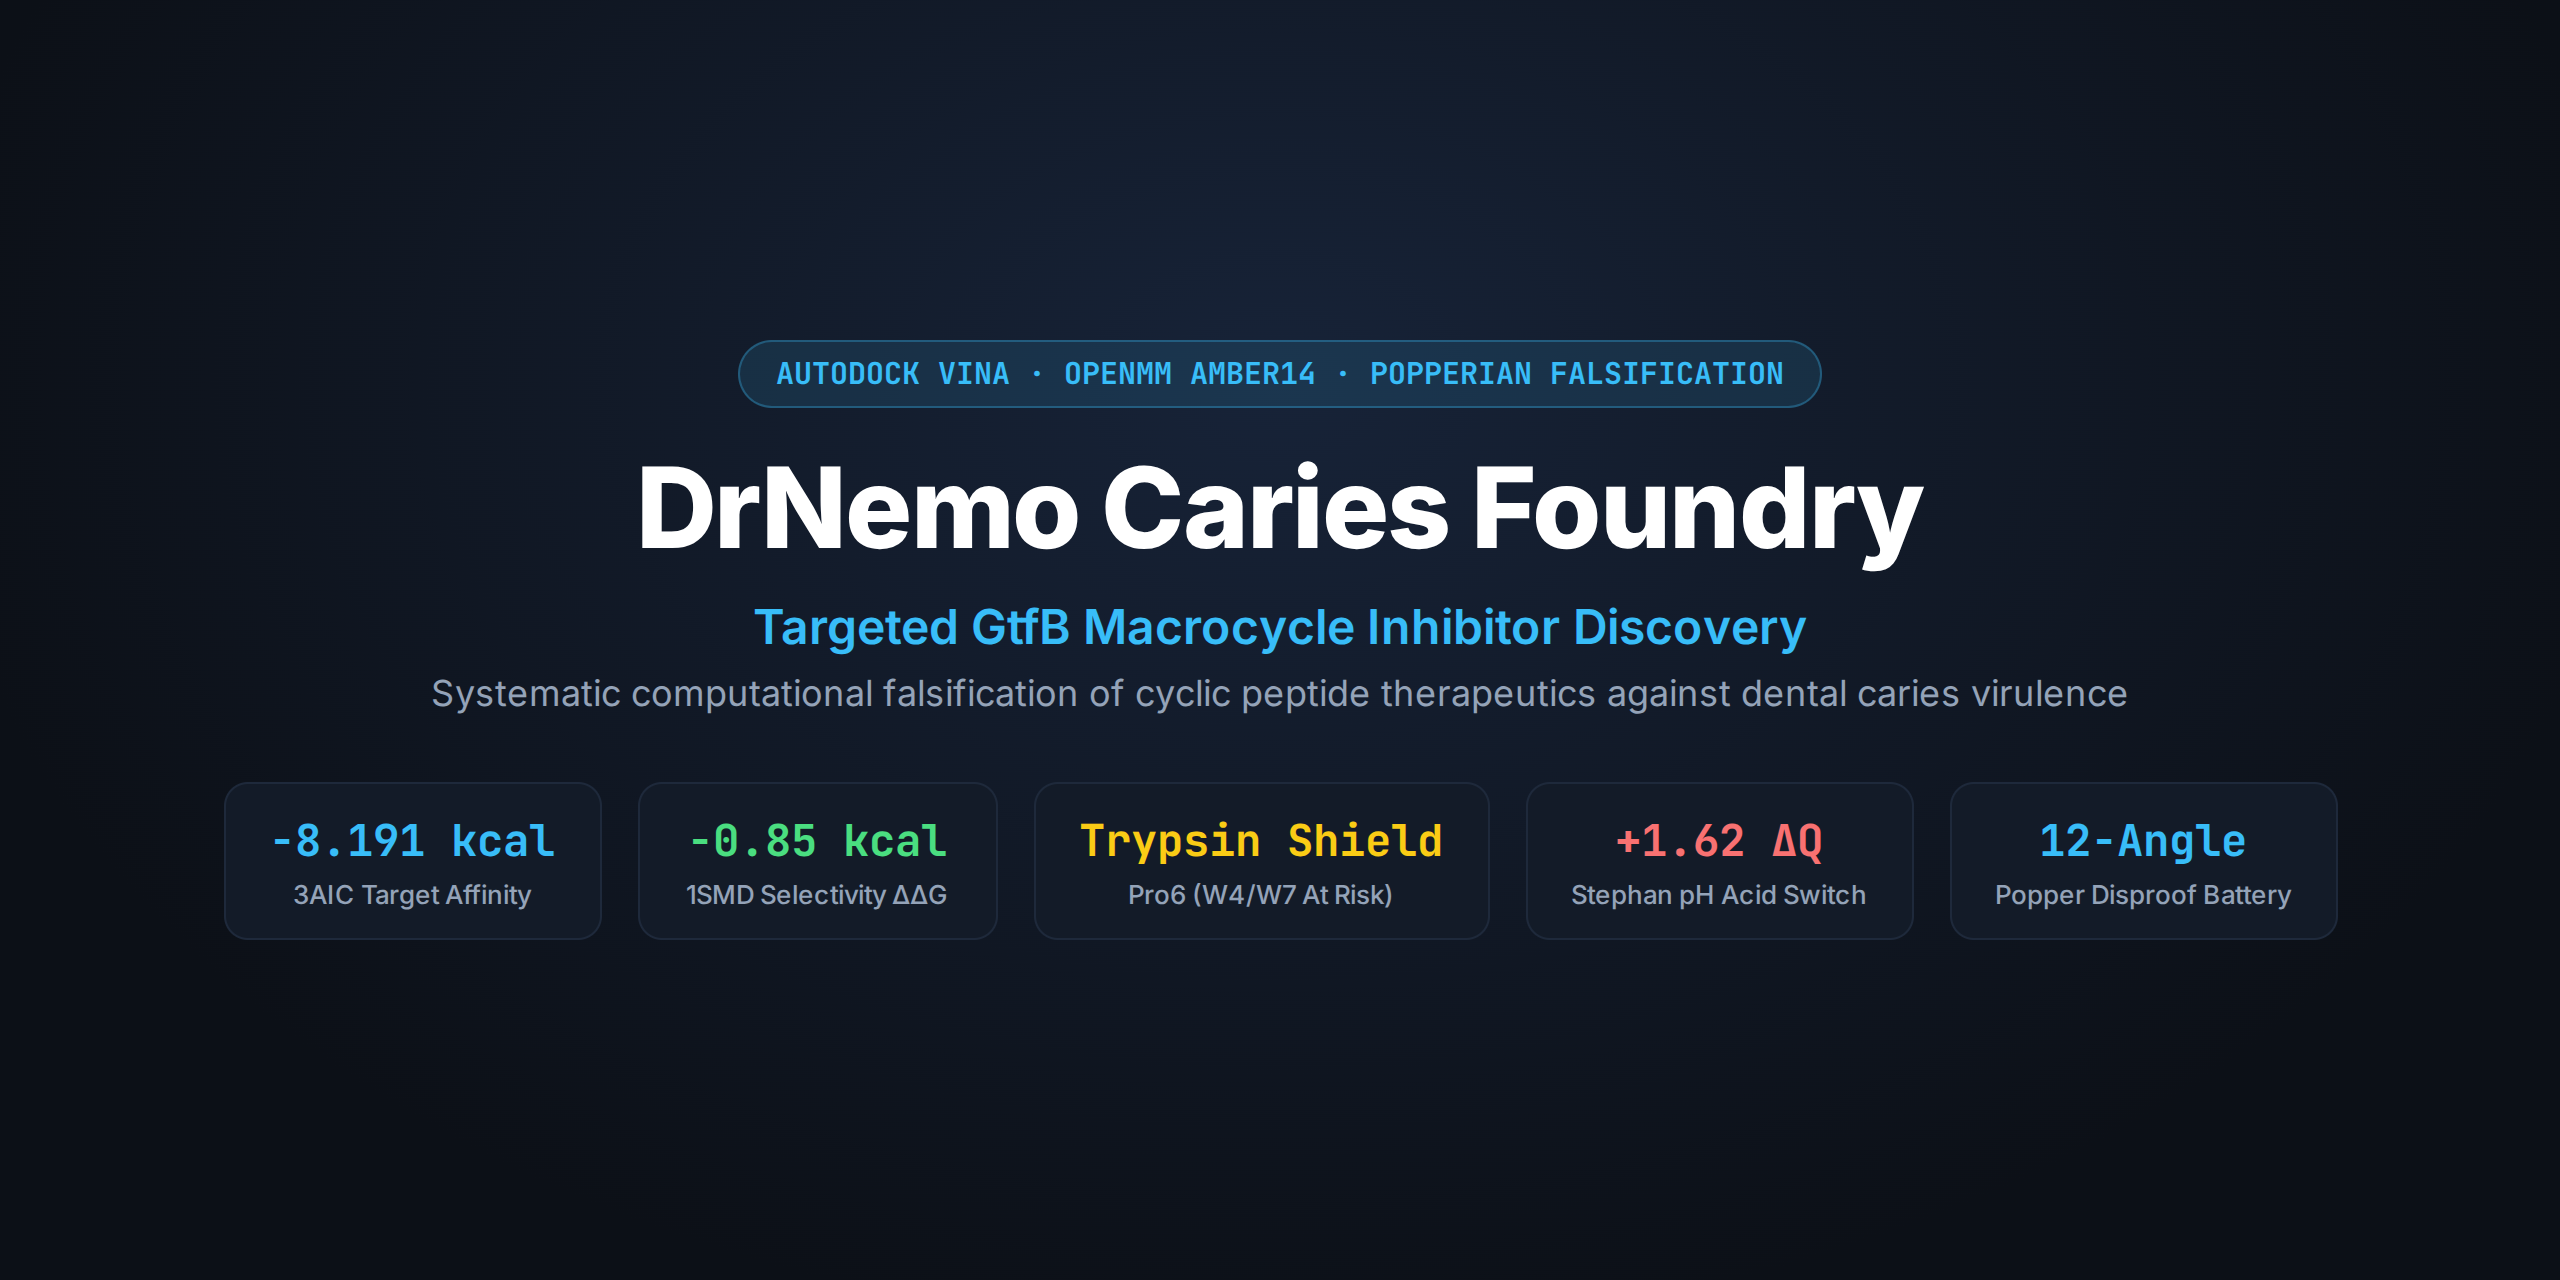 AUTODOCK VINA · OPENMM AMBER14 · POPPERIAN FALSIFICATION
DrNemo Caries Foundry
Targeted GtfB Macrocycle Inhibitor Discovery
Systematic computational falsification of cyclic peptide therapeutics against dental caries virulence
-8.191 kcal
3AIC Target Affinity
-0.85 kcal
1SMD Selectivity ΔΔG
Trypsin Shield
Pro6 (W4/W7 At Risk)
+1.62 ΔQ
Stephan pH Acid Switch
12-Angle
Popper Disproof Battery